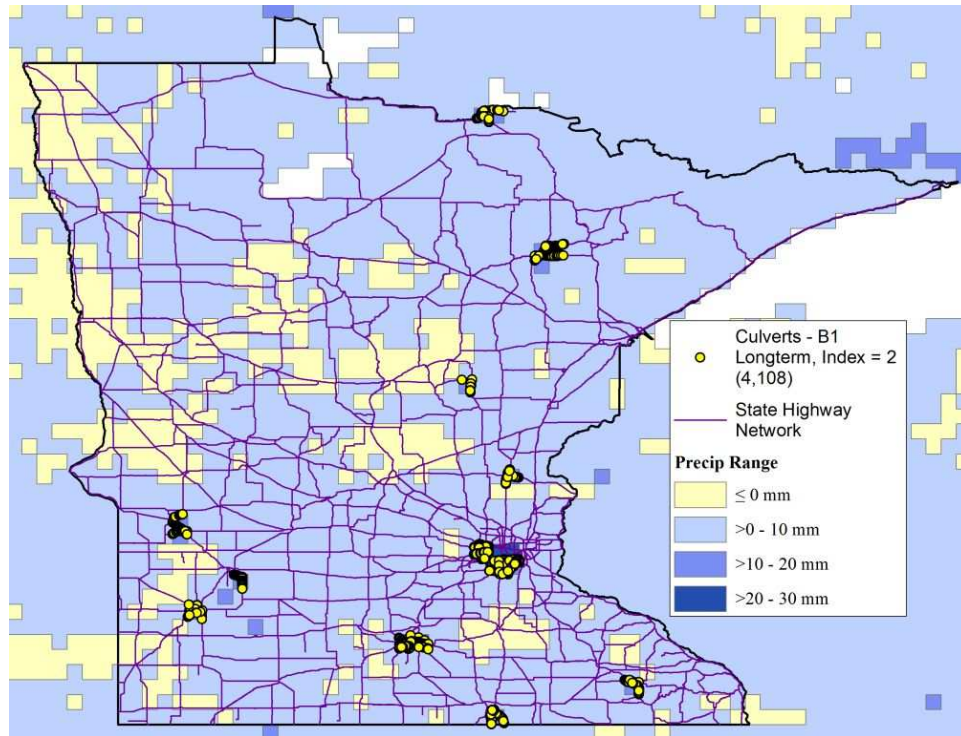 Culverts - B1
Longterm, Index = 2
(4,108)
State Highway
Network
Precip Range
≤ 0 mm
>0 - 10 mm
>10 - 20 mm
>20 - 30 mm